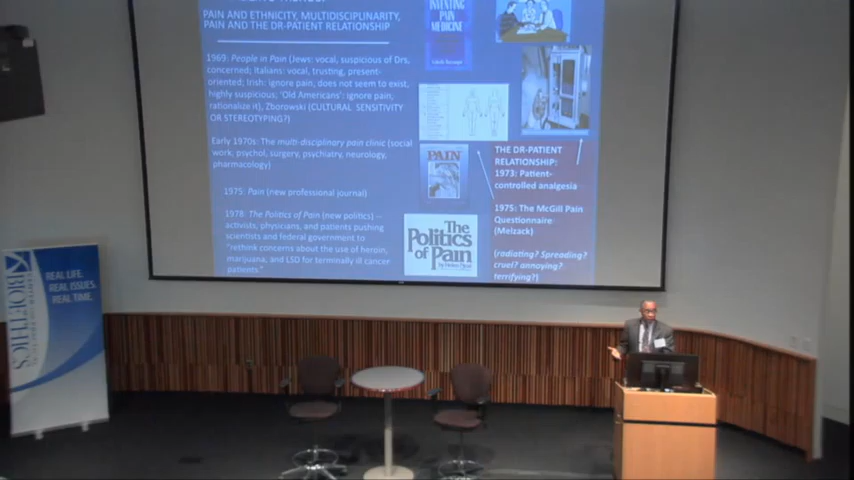 PAIN AND ETHNICITY, MULTIDISCIPLINARITY,
PAIN AND THE DR-PATIENT RELATIONSHIP
1969: People in Pain (Jews: vocal, suspicious of Drs,
concerned; Italians: vocal, trusting, present-
oriented; Irish: ignore pain, does not seem to exist,
highly suspicious; 'Old Americans': ignore pain,
rationalize it), Zborowski (CULTURAL SENSITIVITY
OR STEREOTYPING?)
Early 1970s: The multi-disciplinary pain clinic (social
work, psychol, surgery, psychiatry, neurology,
pharmacology)
1975: Pain (new professional journal)
1978: The Politics of Pain (new politics) --
activists, physicians, and patients pushing
scientists and federal government to
"rethink concerns about the use of heroin,
marijuana, and LSD for terminally ill cancer
patients."
INVENTING
PAIN
MEDICINE
PAIN
The
Politics
of Pain
THE DR-PATIENT
RELATIONSHIP:
1973: Patient-
controlled analgesia
1975: The McGill Pain
Questionnaire
(Melzack)
(radiating? Spreading?
cruel? annoying?
terrifying?)
BIOETHICS
REAL LIFE.
REAL ISSUES.
REAL TIME.